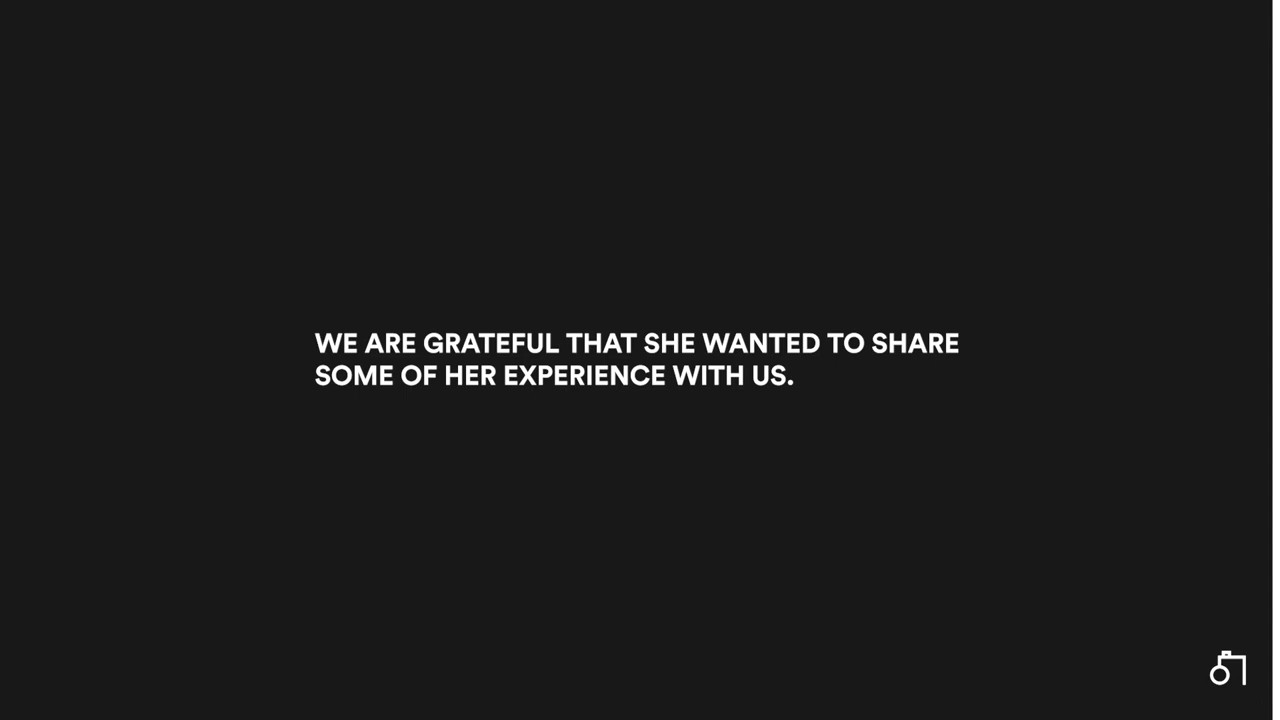 WE ARE GRATEFUL THAT SHE WANTED TO SHARE
SOME OF HER EXPERIENCE WITH US.